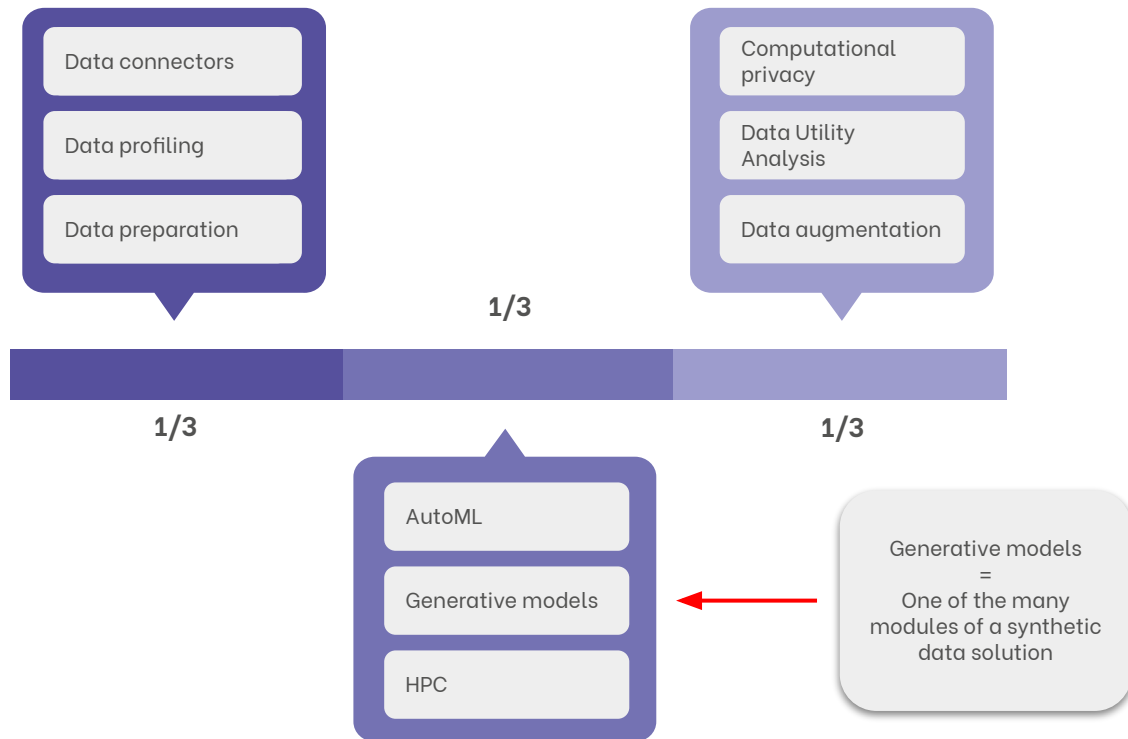 Data connectors
Data profiling
Data preparation
Computational
privacy
Data Utility
Analysis
Data augmentation
1/3
1/3
1/3
AutoML
Generative models
HPC
Generative models
=
One of the many
modules of a synthetic
data solution